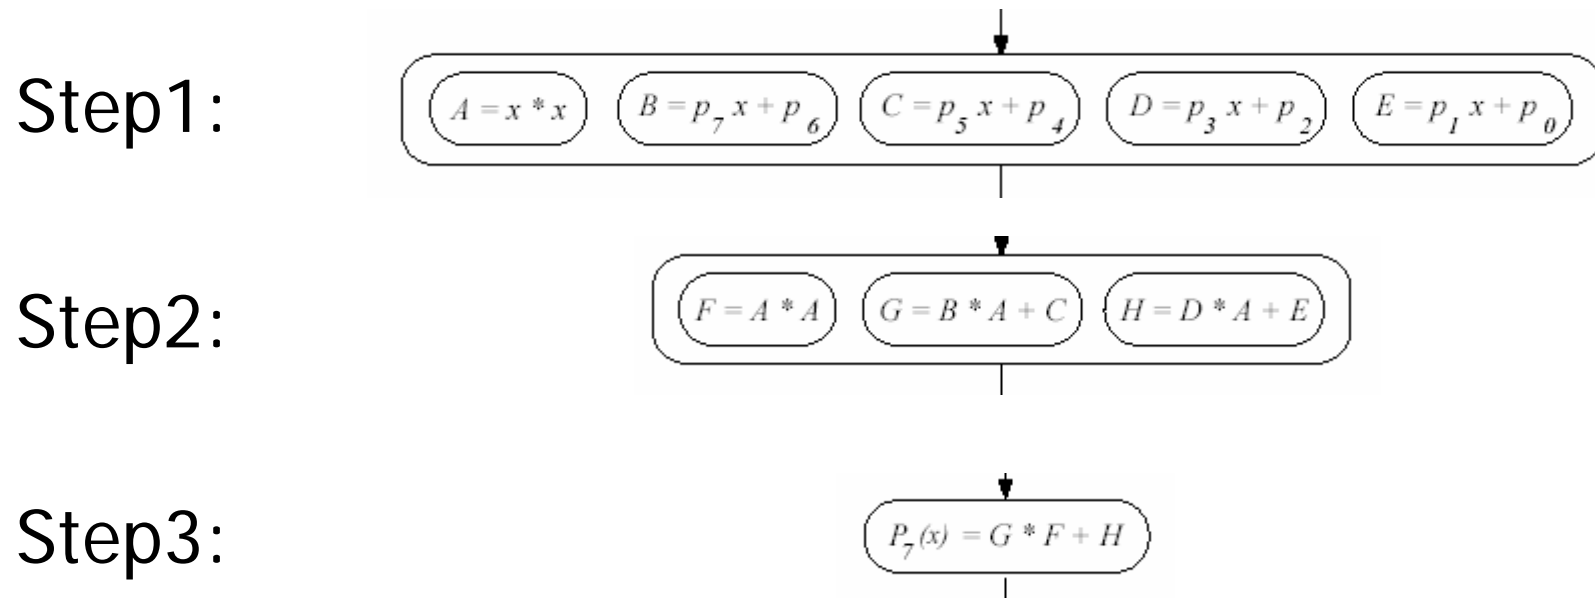 Step1:
A = x * x B = p₇ x + p₆ C = p₅ x + p₄ D = p₃ x + p₂ E = p₁ x + p₀
Step2:
F = A * A G = B * A + C H = D * A + E
Step3:
P₇(x) = G * F + H